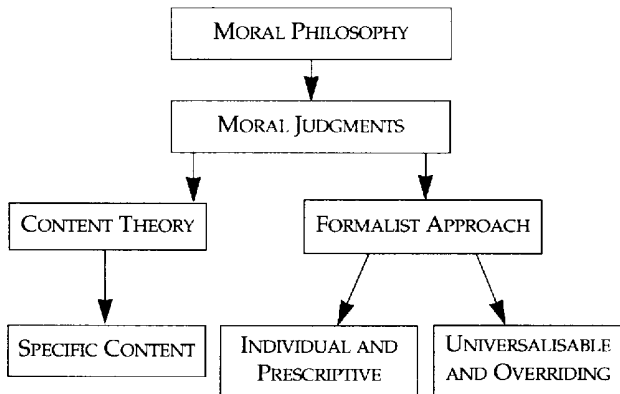 MORAL PHILOSOPHY
MORAL JUDGMENTS
CONTENT THEORY
FORMALIST APPROACH
SPECIFIC CONTENT
INDIVIDUAL AND
PRESCRIPTIVE
UNIVERSALISABLE
AND OVERRIDING